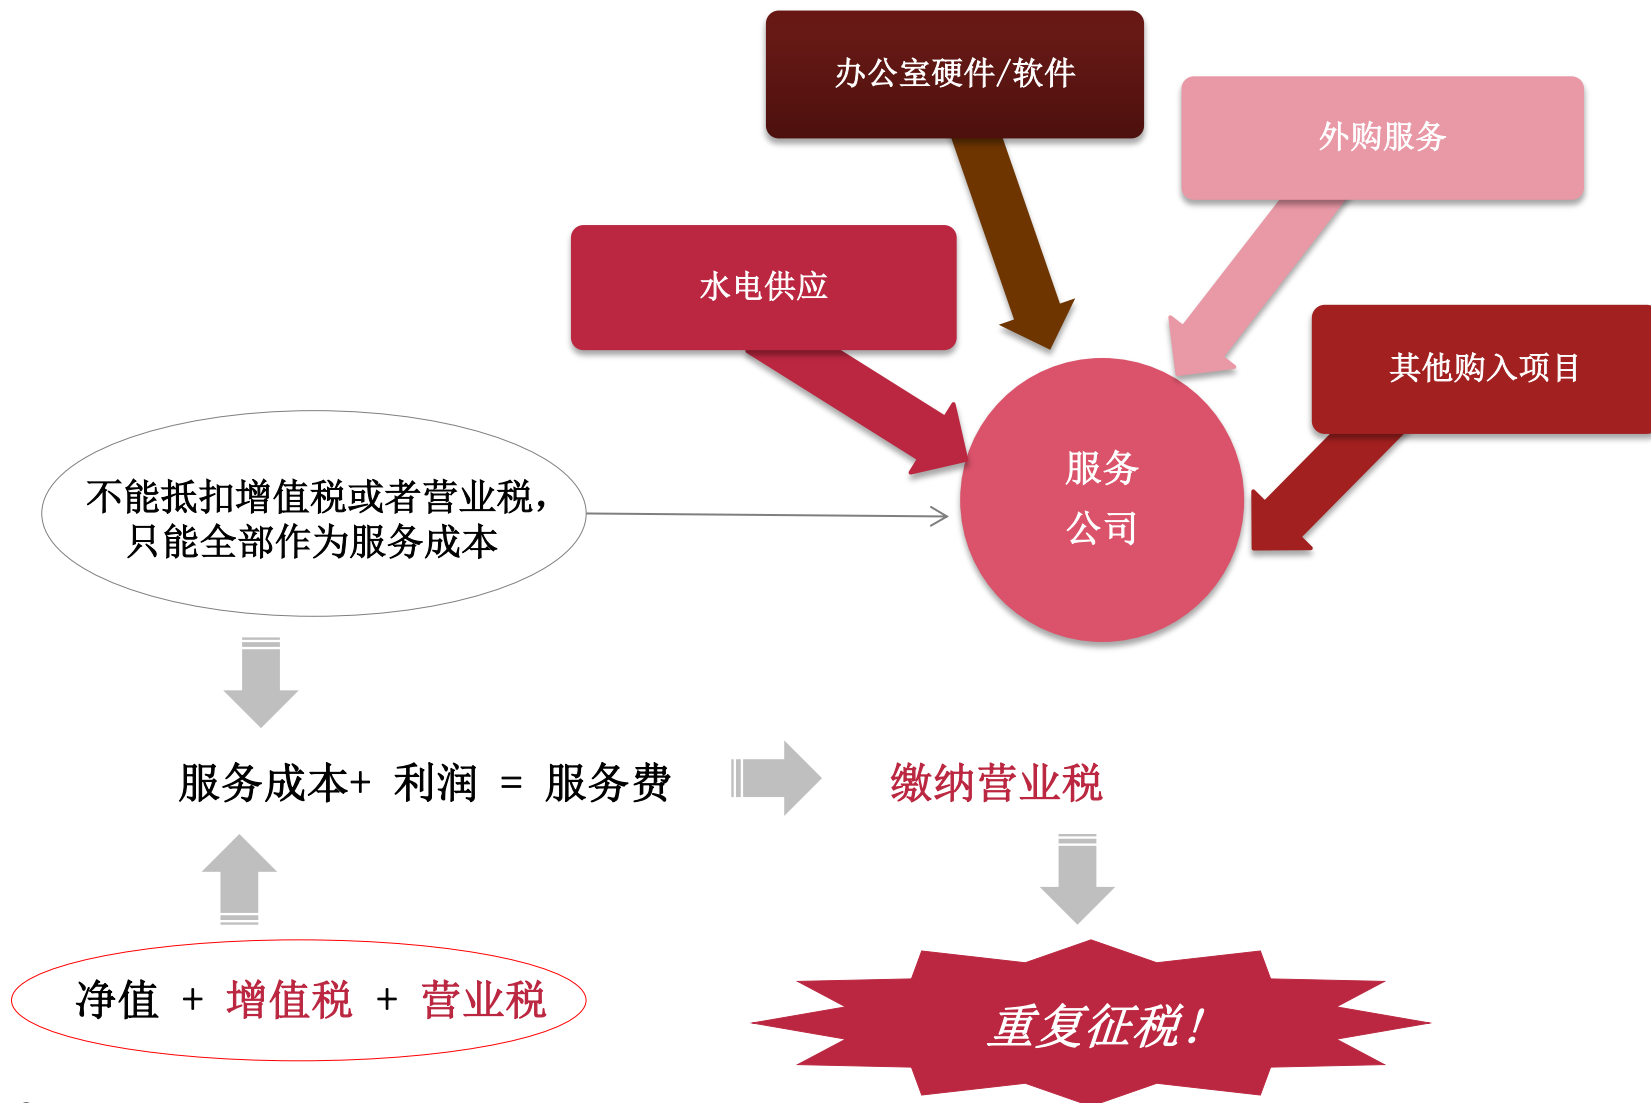 办公室硬件/软件
外购服务
水电供应
其他购入项目
服务
公司
不能抵扣增值税或者营业税，
只能全部作为服务成本
服务成本+ 利润 = 服务费
缴纳营业税
净值 + 增值税 + 营业税
重复征税!